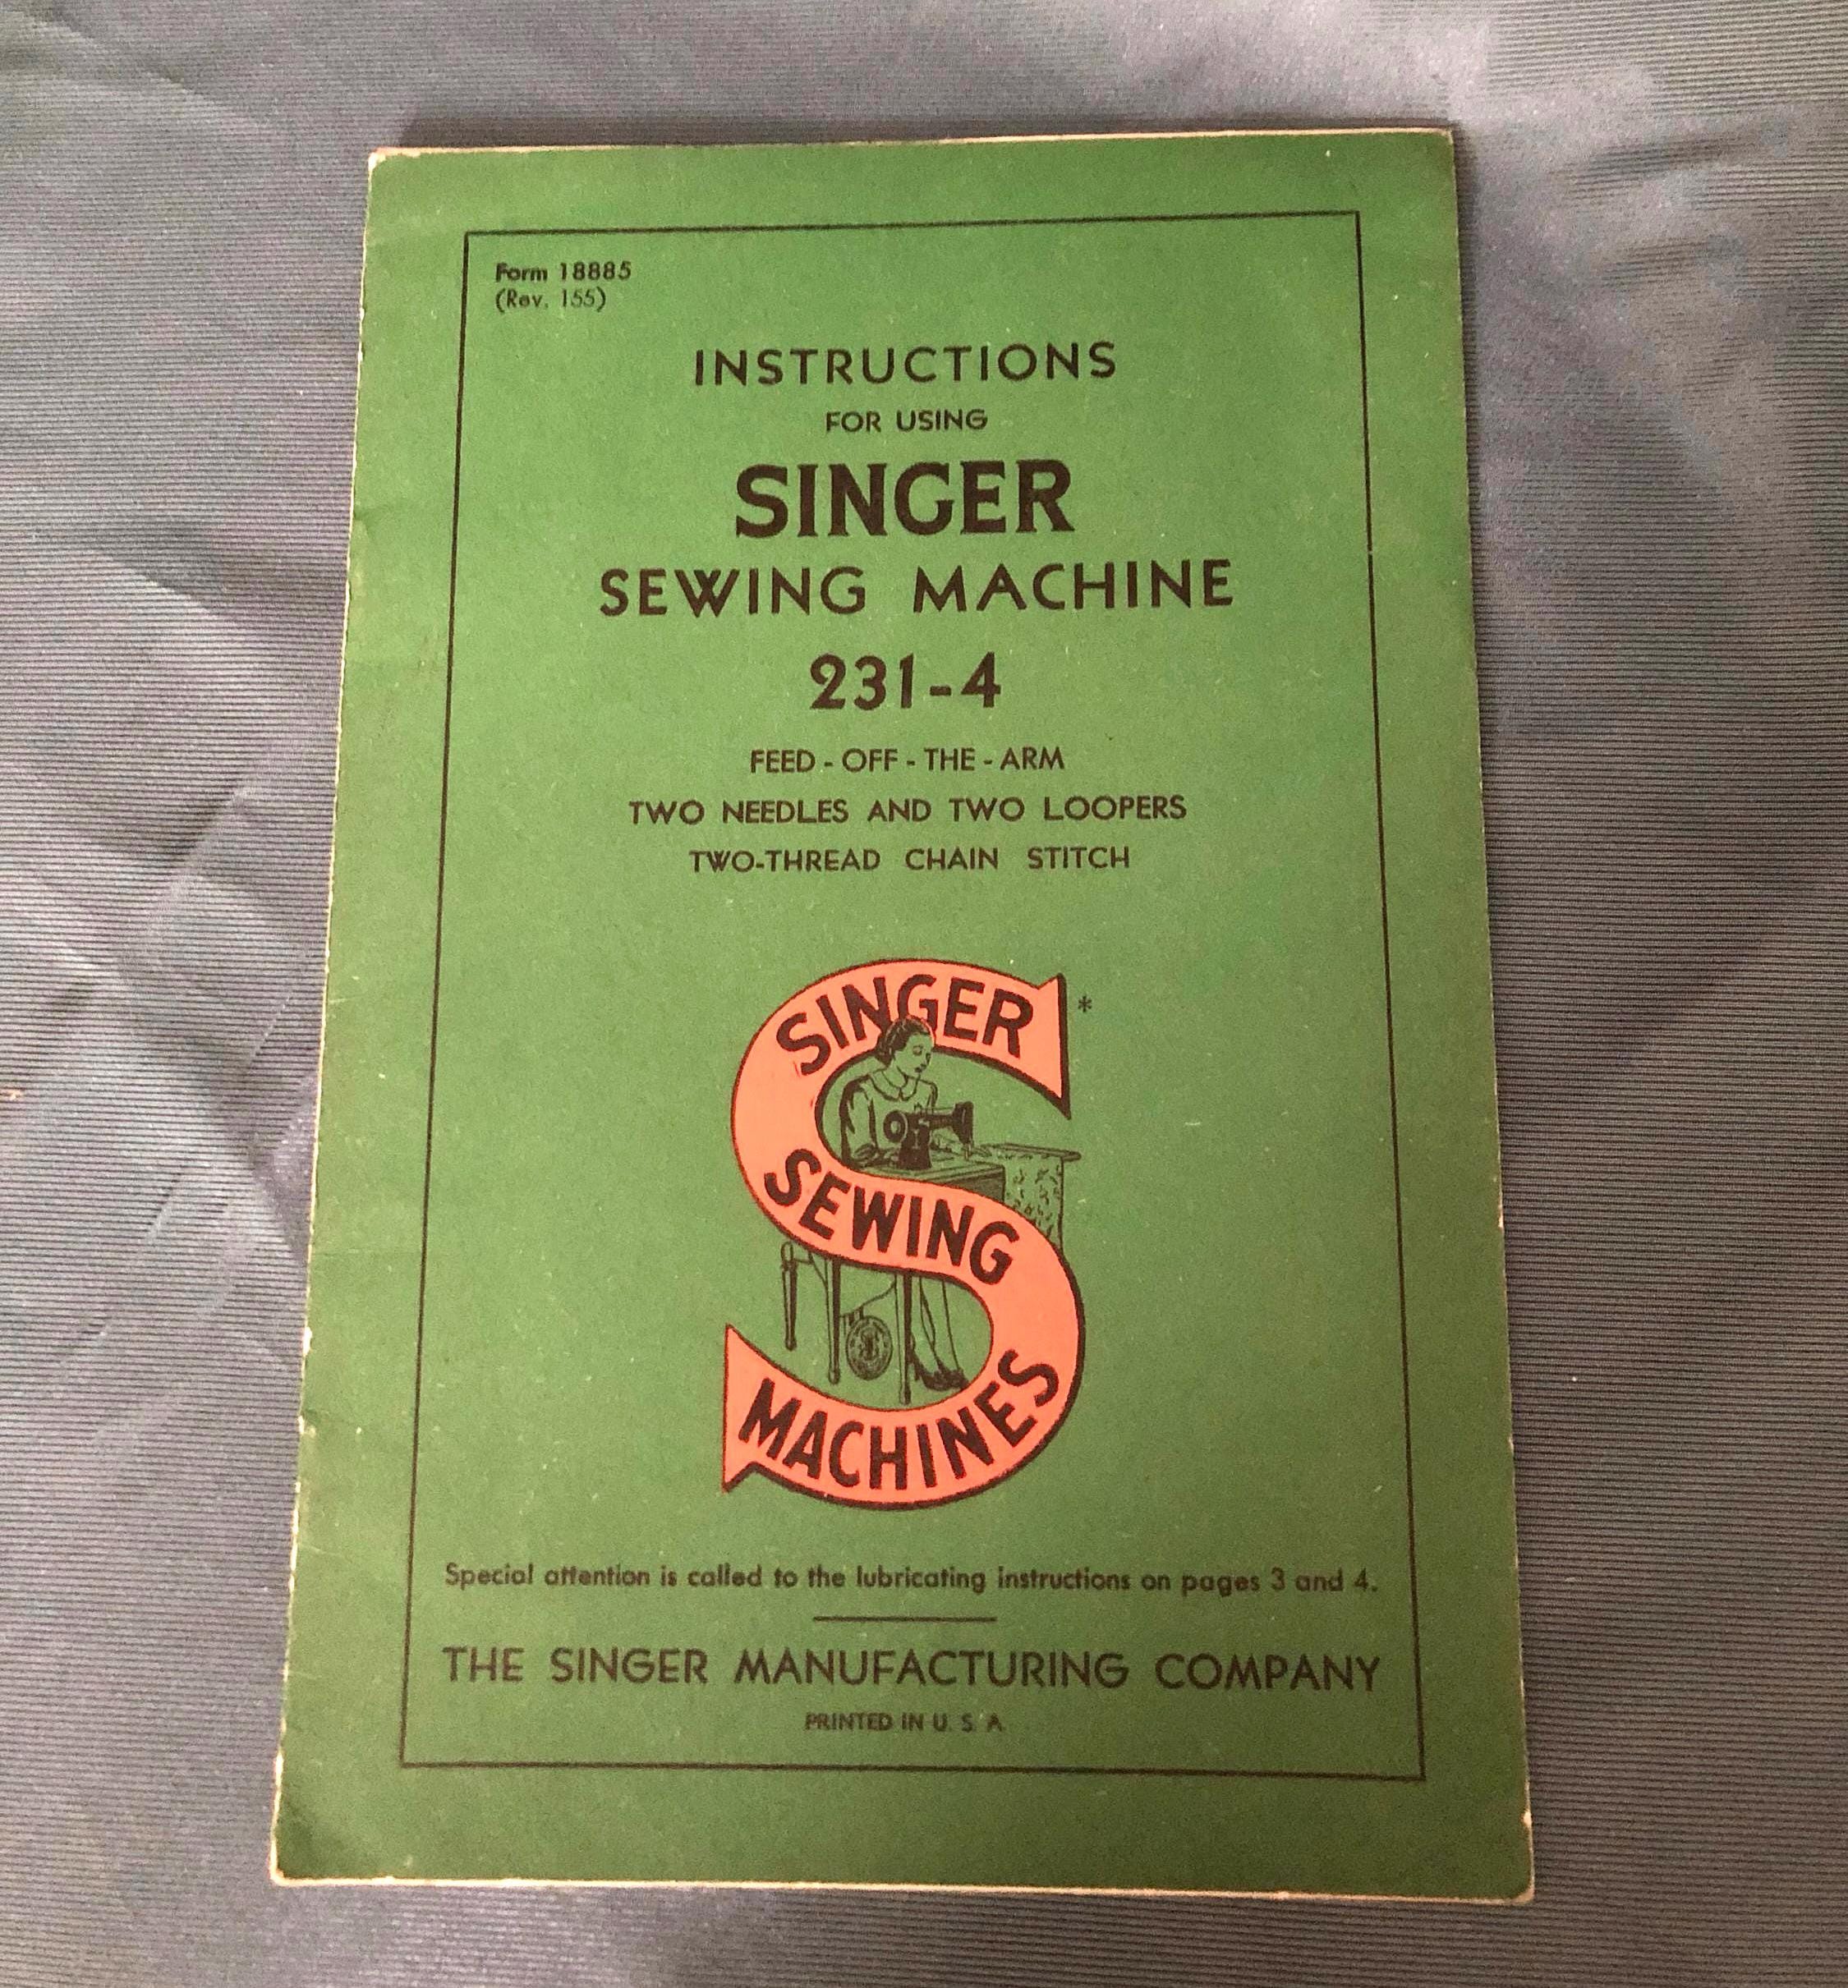 Form 18885
(Rev. 155)
INSTRUCTIONS
FOR USING
SINGER
SEWING MACHINE
231-4
FEED - OFF - THE - ARM
TWO NEEDLES AND TWO LOOPERS
TWO-THREAD CHAIN STITCH
SINGER *
SEWING
MACHINES
Special attention is called to the lubricating instructions on pages 3 and 4.
THE SINGER MANUFACTURING COMPANY
PRINTED IN U. S. A